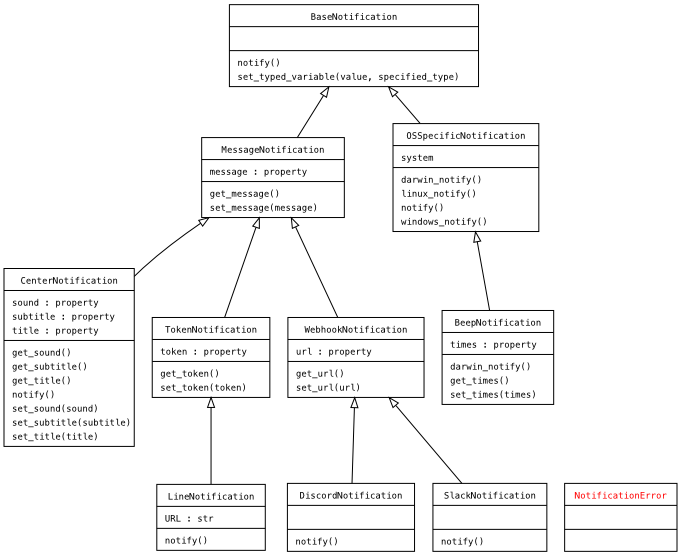 BaseNotification
notify()
set_typed_variable(value, specified_type)
MessageNotification
message : property
get_message()
set_message(message)
OSSpecificNotification
system
darwin_notify()
linux_notify()
notify()
windows_notify()
CenterNotification
sound : property
subtitle : property
title : property
get_sound()
get_subtitle()
get_title()
notify()
set_sound(sound)
set_subtitle(subtitle)
set_title(title)
TokenNotification
token : property
get_token()
set_token(token)
WebhookNotification
url : property
get_url()
set_url(url)
BeepNotification
times : property
darwin_notify()
get_times()
set_times(times)
LineNotification
URL : str
notify()
DiscordNotification
notify()
SlackNotification
notify()
NotificationError